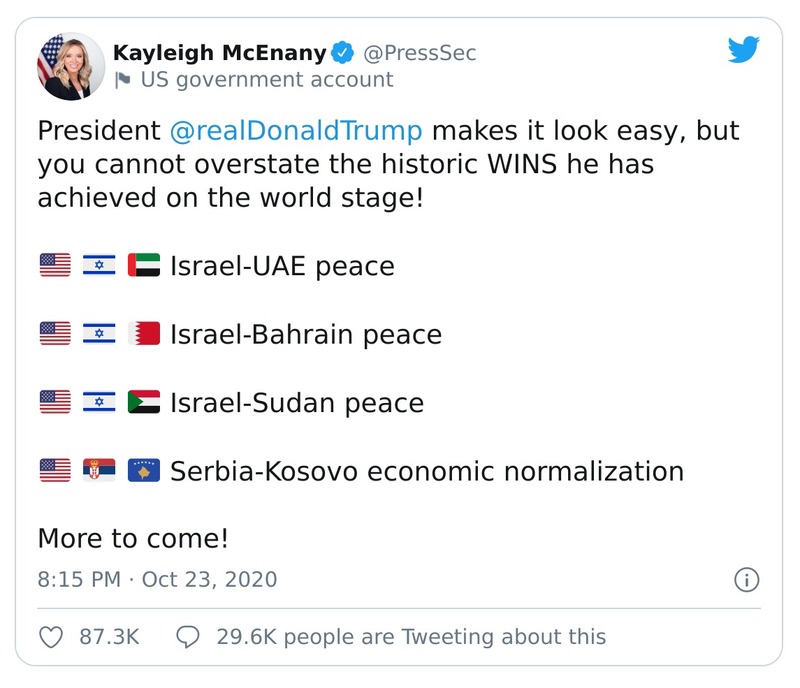 Kayleigh McEnany @PressSec
US government account
President @realDonaldTrump makes it look easy, but
you cannot overstate the historic WINS he has
achieved on the world stage!
🇺🇸 🇮🇱 🇦🇪 Israel-UAE peace
🇺🇸 🇮🇱 🇧🇭 Israel-Bahrain peace
🇺🇸 🇮🇱 🇸🇩 Israel-Sudan peace
🇺🇸 🇷🇸 🇽🇰 Serbia-Kosovo economic normalization
More to come!
8:15 PM · Oct 23, 2020
87.3K 29.6K people are Tweeting about this